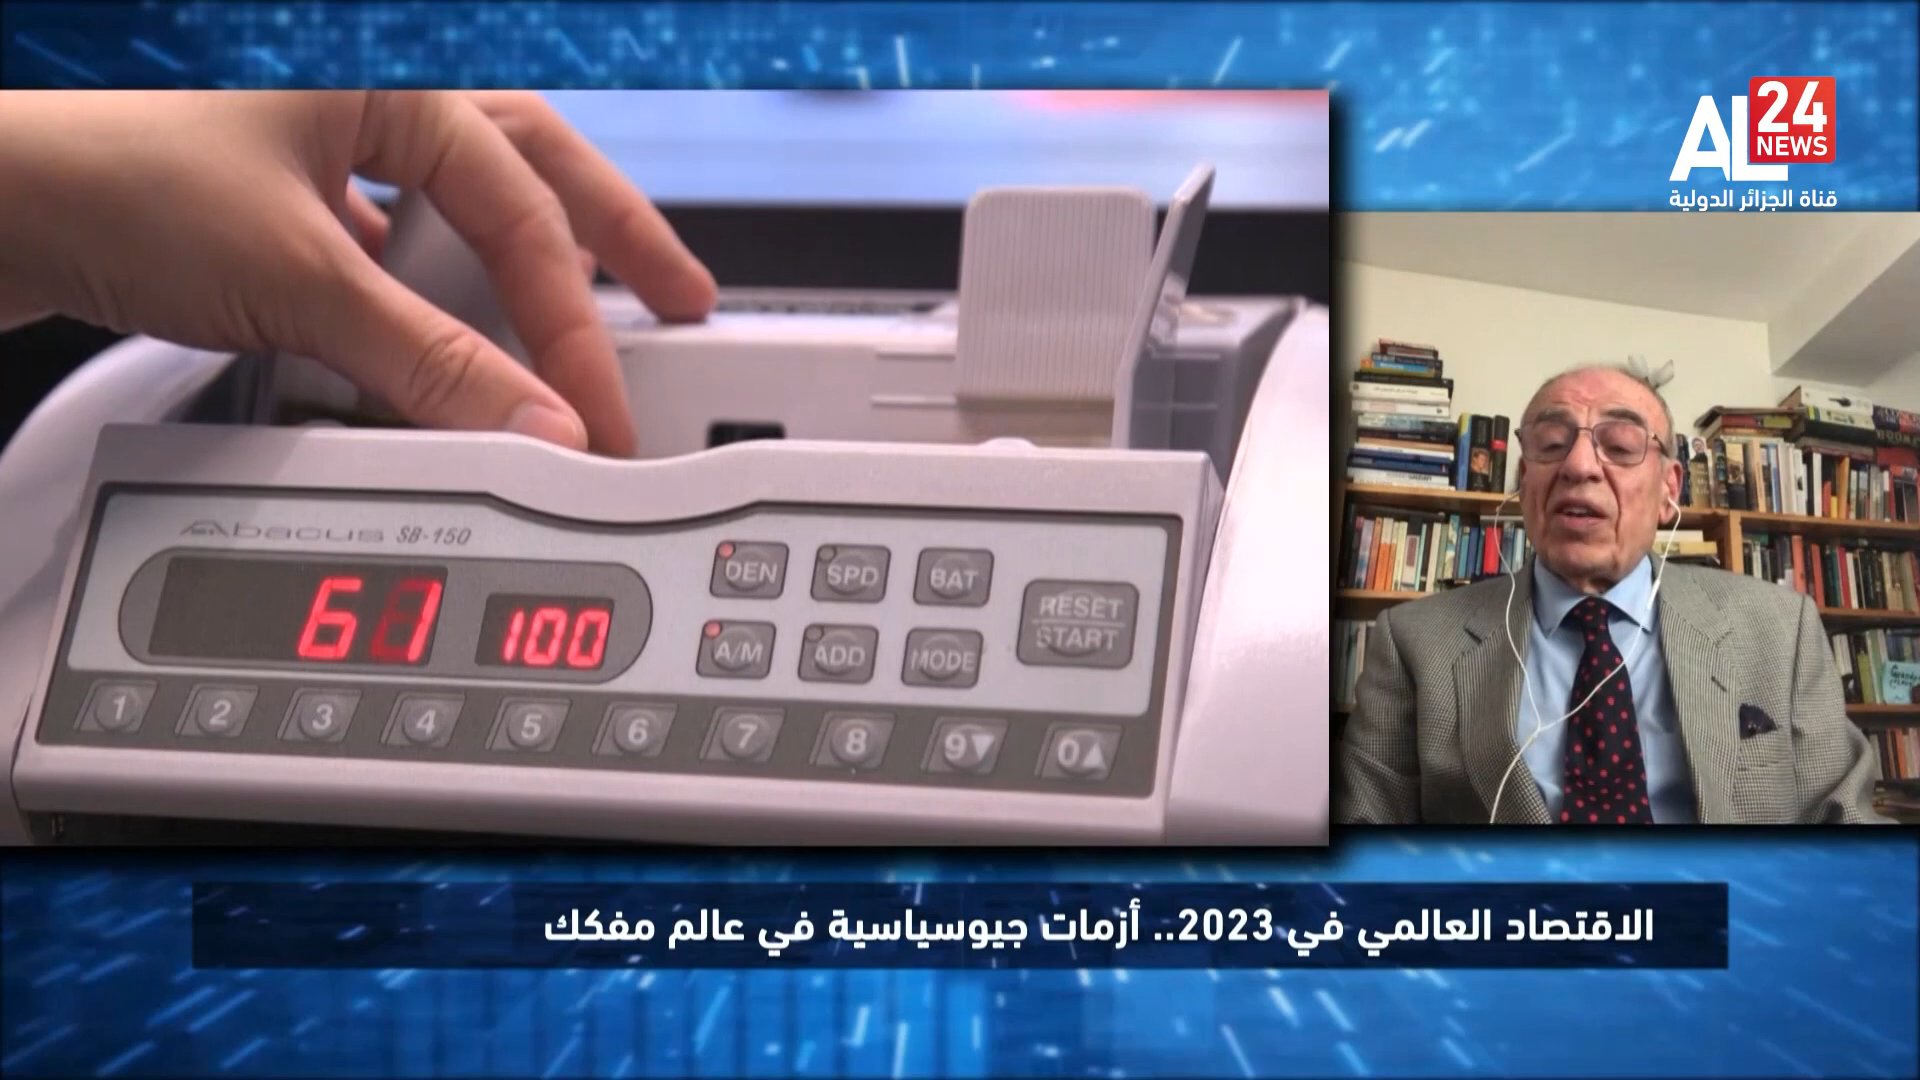 AL
24
NEWS
قناة الجزائر الدولية
Abacus SB-150
61
100
DEN SPD BAT
RESET
START
A/M ADD MODE
1 2 3 4 5 6 7 8 9▼ 0▲
الاقتصاد العالمي في 2023.. أزمات جيوسياسية في عالم مفكك